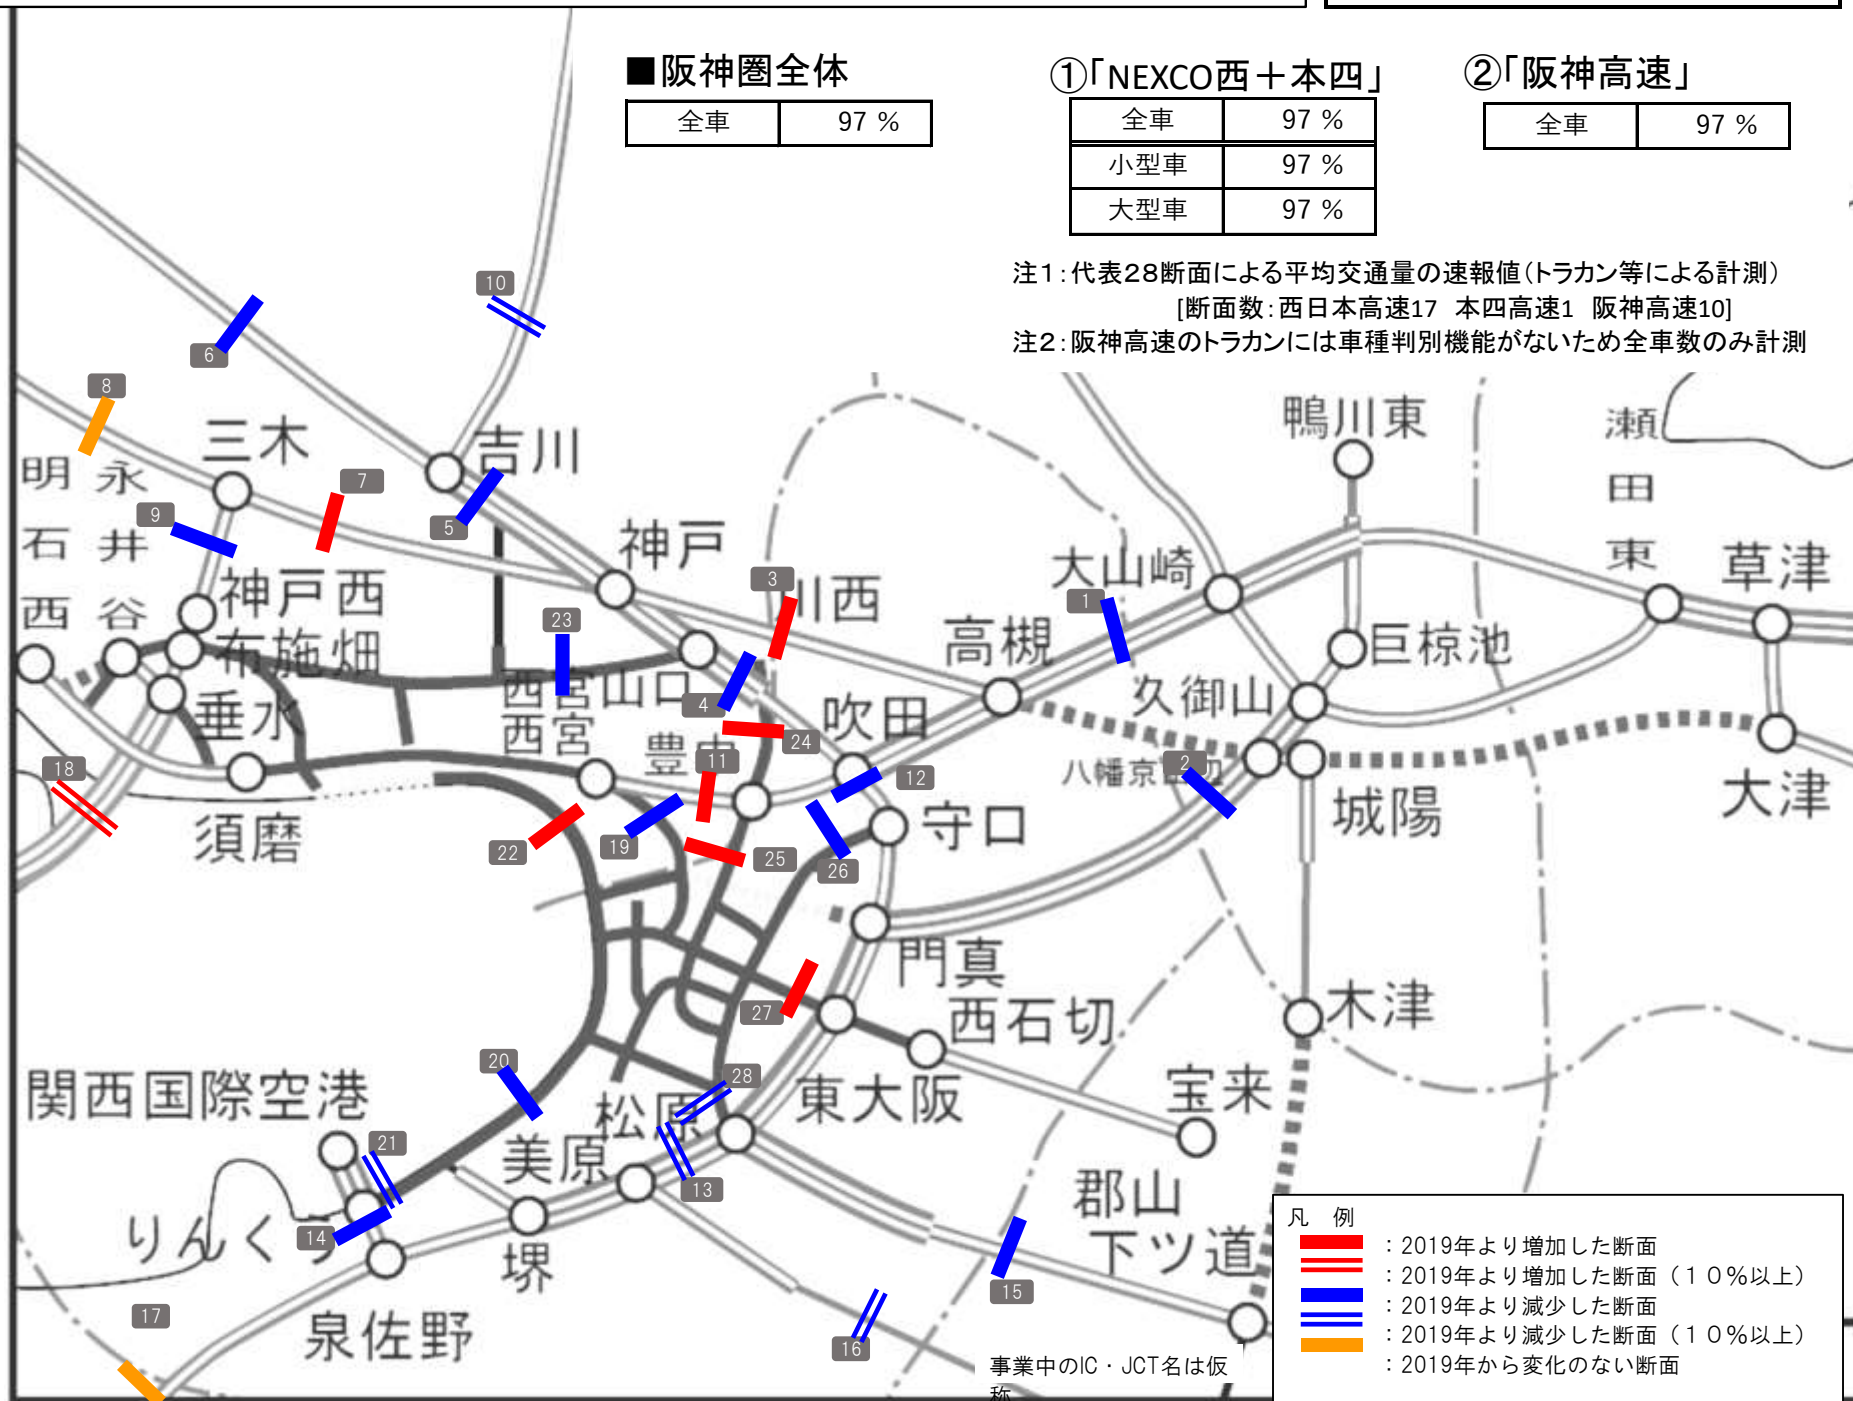 ■阪神圏全体
全車 97 %
①「NEXCO西＋本四」
全車 97 %
小型車 97 %
大型車 97 %
②「阪神高速」
全車 97 %
注１：代表２８断面による平均交通量の速報値（トラカン等による計測）
[断面数：西日本高速17 本四高速1 阪神高速10]
注２：阪神高速のトラカンには車種判別機能がないため全車数のみ計測
10
6
8
三木
吉川
鴨川東
瀬田東
明石西
永井谷
7
9
5
神戸
大山崎
草津
神戸西
3
川西
1
布施畑
23
高槻
巨椋池
西宮山口
4
久御山
垂水
西宮
吹田
24
豊中
11
18
12
八幡京田辺
2
大津
須磨
22
19
25
26
守口
城陽
門真
27
西石切
木津
20
28
関西国際空港
松原
東大阪
宝来
21
美原
13
郡山
下ツ道
りんくう
14
堺
15
17
泉佐野
16
事業中のIC・JCT名は仮
称
凡 例
：2019年より増加した断面
：2019年より増加した断面（１０％以上）
：2019年より減少した断面
：2019年より減少した断面（１０％以上）
：2019年から変化のない断面